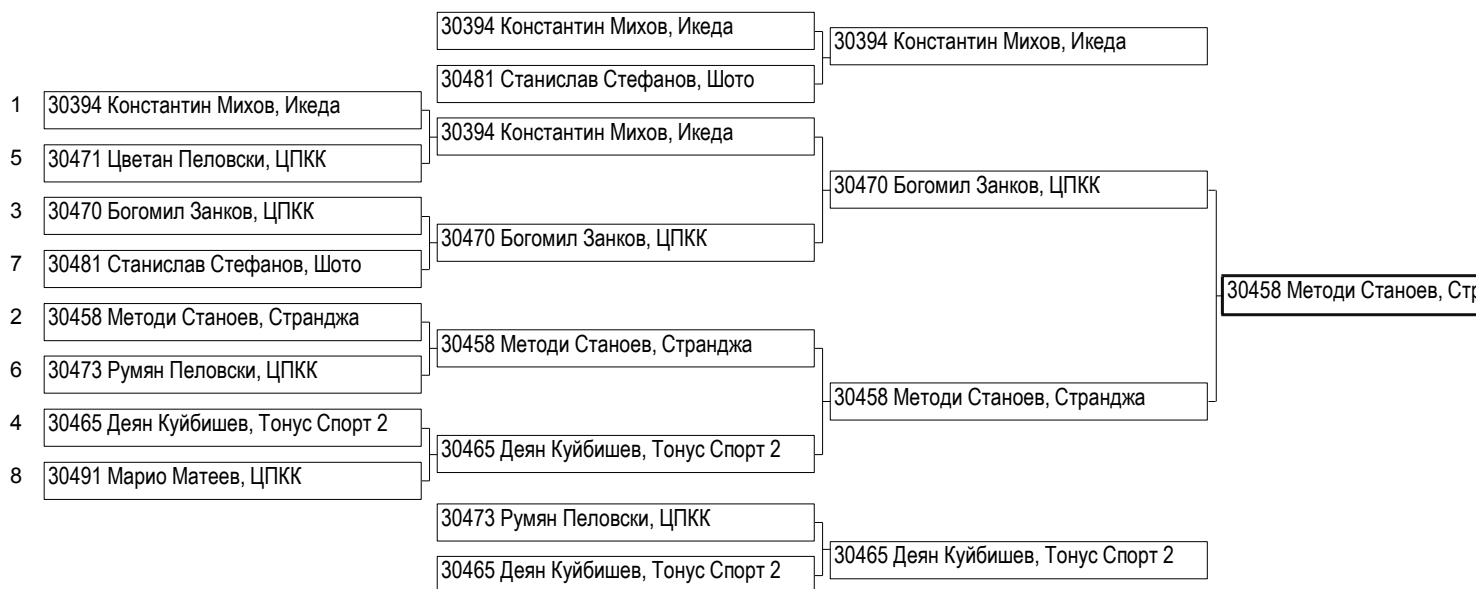 30394 Константин Михов, Икеда
30394 Константин Михов, Икеда
30481 Станислав Стефанов, Шото
1 30394 Константин Михов, Икеда
30394 Константин Михов, Икеда
5 30471 Цветан Пеловски, ЦПКК
30470 Богомил Занков, ЦПКК
3 30470 Богомил Занков, ЦПКК
30470 Богомил Занков, ЦПКК
7 30481 Станислав Стефанов, Шото
30458 Методи Станоев, Стр
2 30458 Методи Станоев, Странджа
30458 Методи Станоев, Странджа
6 30473 Румян Пеловски, ЦПКК
30458 Методи Станоев, Странджа
4 30465 Деян Куйбишев, Тонус Спорт 2
30465 Деян Куйбишев, Тонус Спорт 2
8 30491 Марио Матеев, ЦПКК
30473 Румян Пеловски, ЦПКК
30465 Деян Куйбишев, Тонус Спорт 2
30465 Деян Куйбишев, Тонус Спорт 2